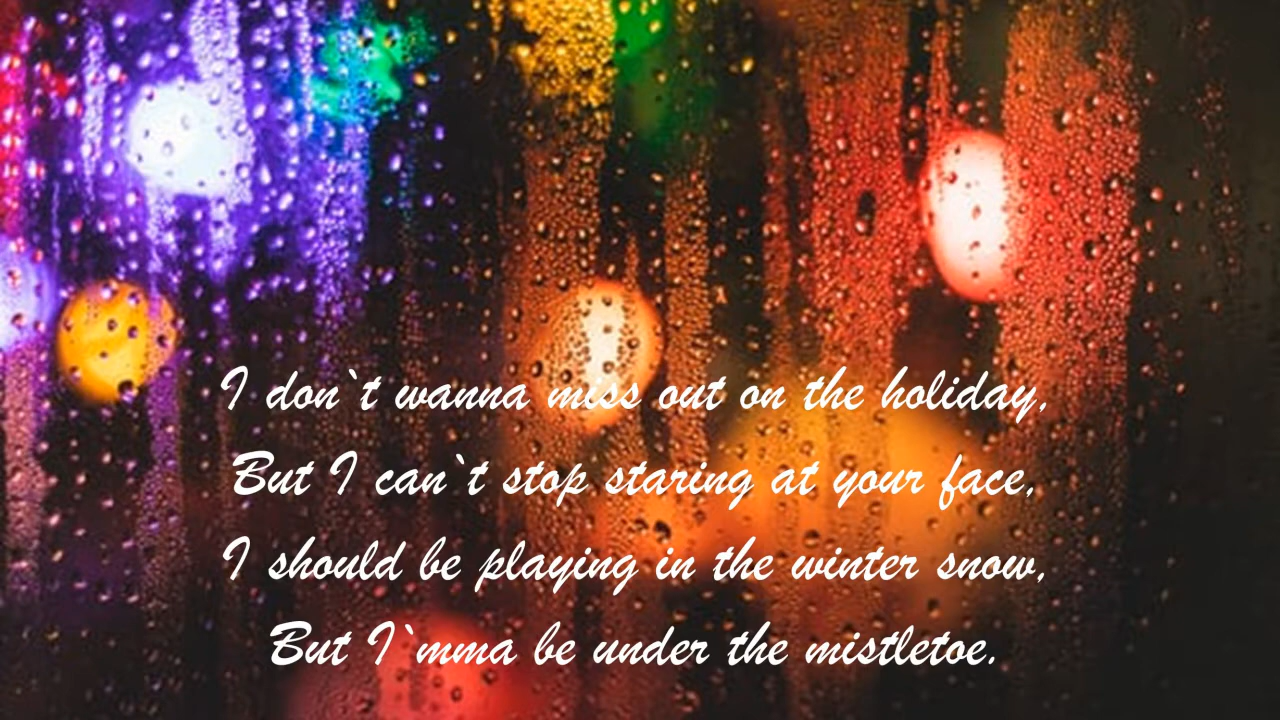 I don`t wanna miss out on the holiday,
But I can`t stop staring at your face,
I should be playing in the winter snow,
But I`mma be under the mistletoe.